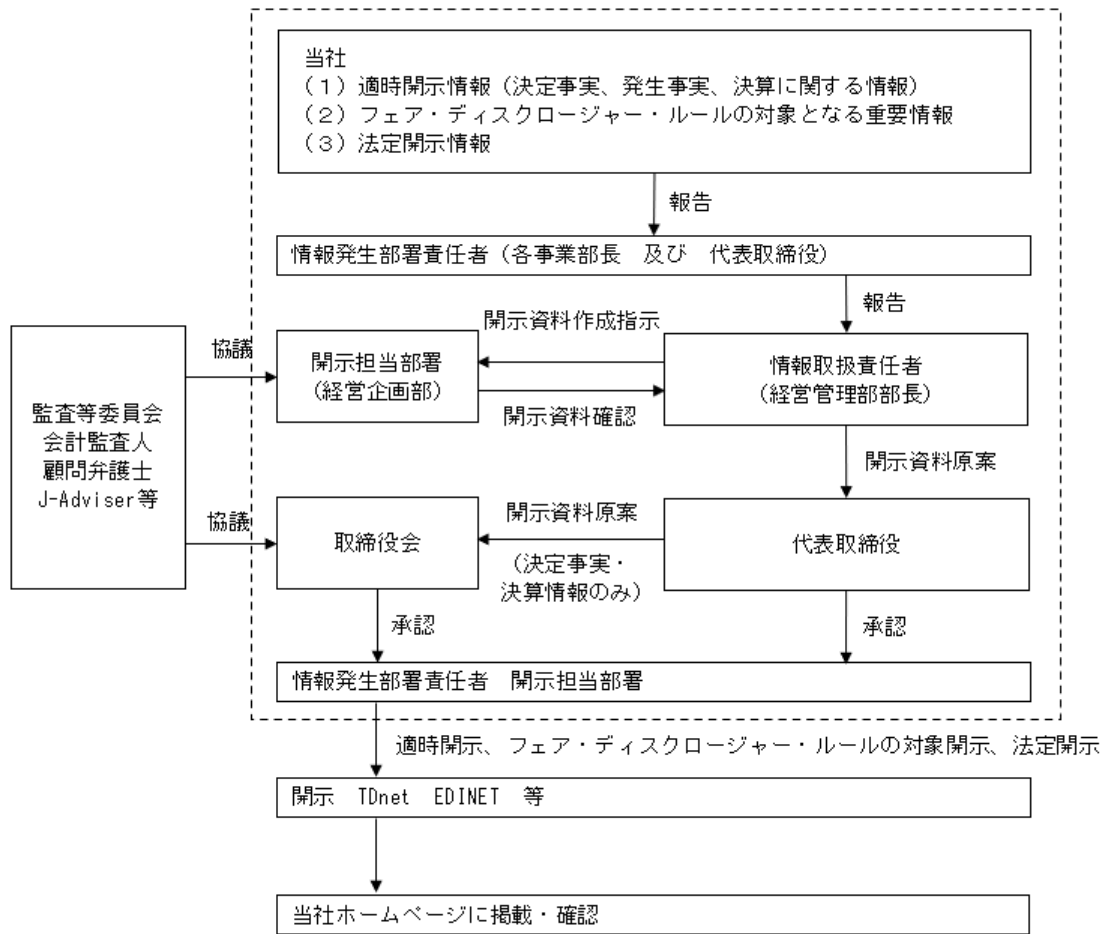 当社
（１）適時開示情報（決定事実、発生事実、決算に関する情報）
（２）フェア・ディスクロージャー・ルールの対象となる重要情報
（３）法定開示情報
報告
情報発生部署責任者（各事業部長　及び　代表取締役）
報告
開示資料作成指示
協議
開示担当部署
（経営企画部）
情報取扱責任者
（経営管理部部長）
開示資料確認
監査等委員会
会計監査人
顧問弁護士
J-Adviser等
開示資料原案
協議
開示資料原案
取締役会
代表取締役
（決定事実・
決算情報のみ）
承認
承認
情報発生部署責任者　開示担当部署
適時開示、フェア・ディスクロージャー・ルールの対象開示、法定開示
開示　TDnet　EDINET　等
当社ホームページに掲載・確認